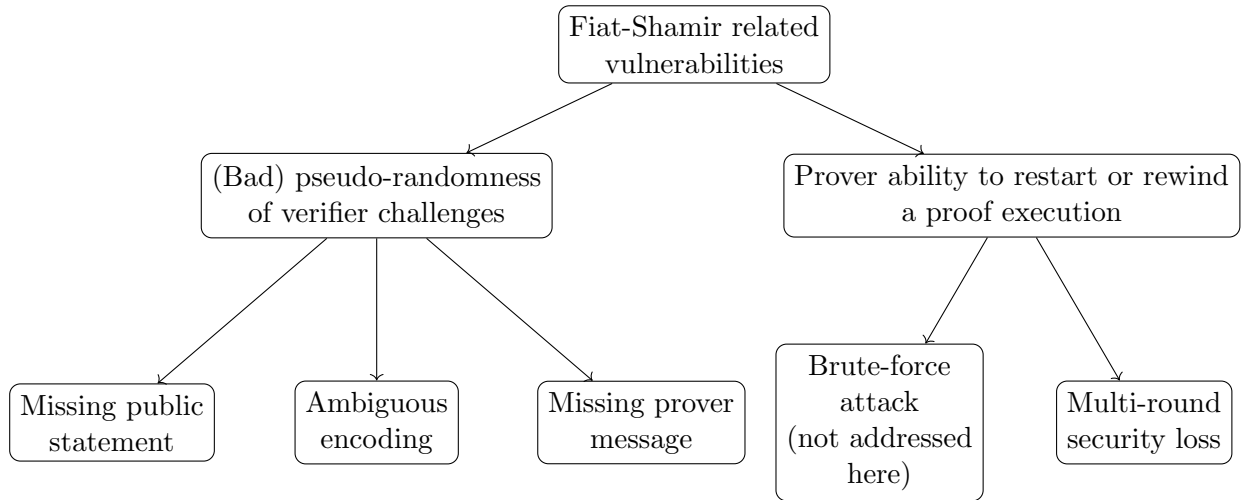 Fiat-Shamir related
vulnerabilities
(Bad) pseudo-randomness
of verifier challenges
Prover ability to restart or rewind
a proof execution
Missing public
statement
Ambiguous
encoding
Missing prover
message
Brute-force
attack
(not addressed
here)
Multi-round
security loss